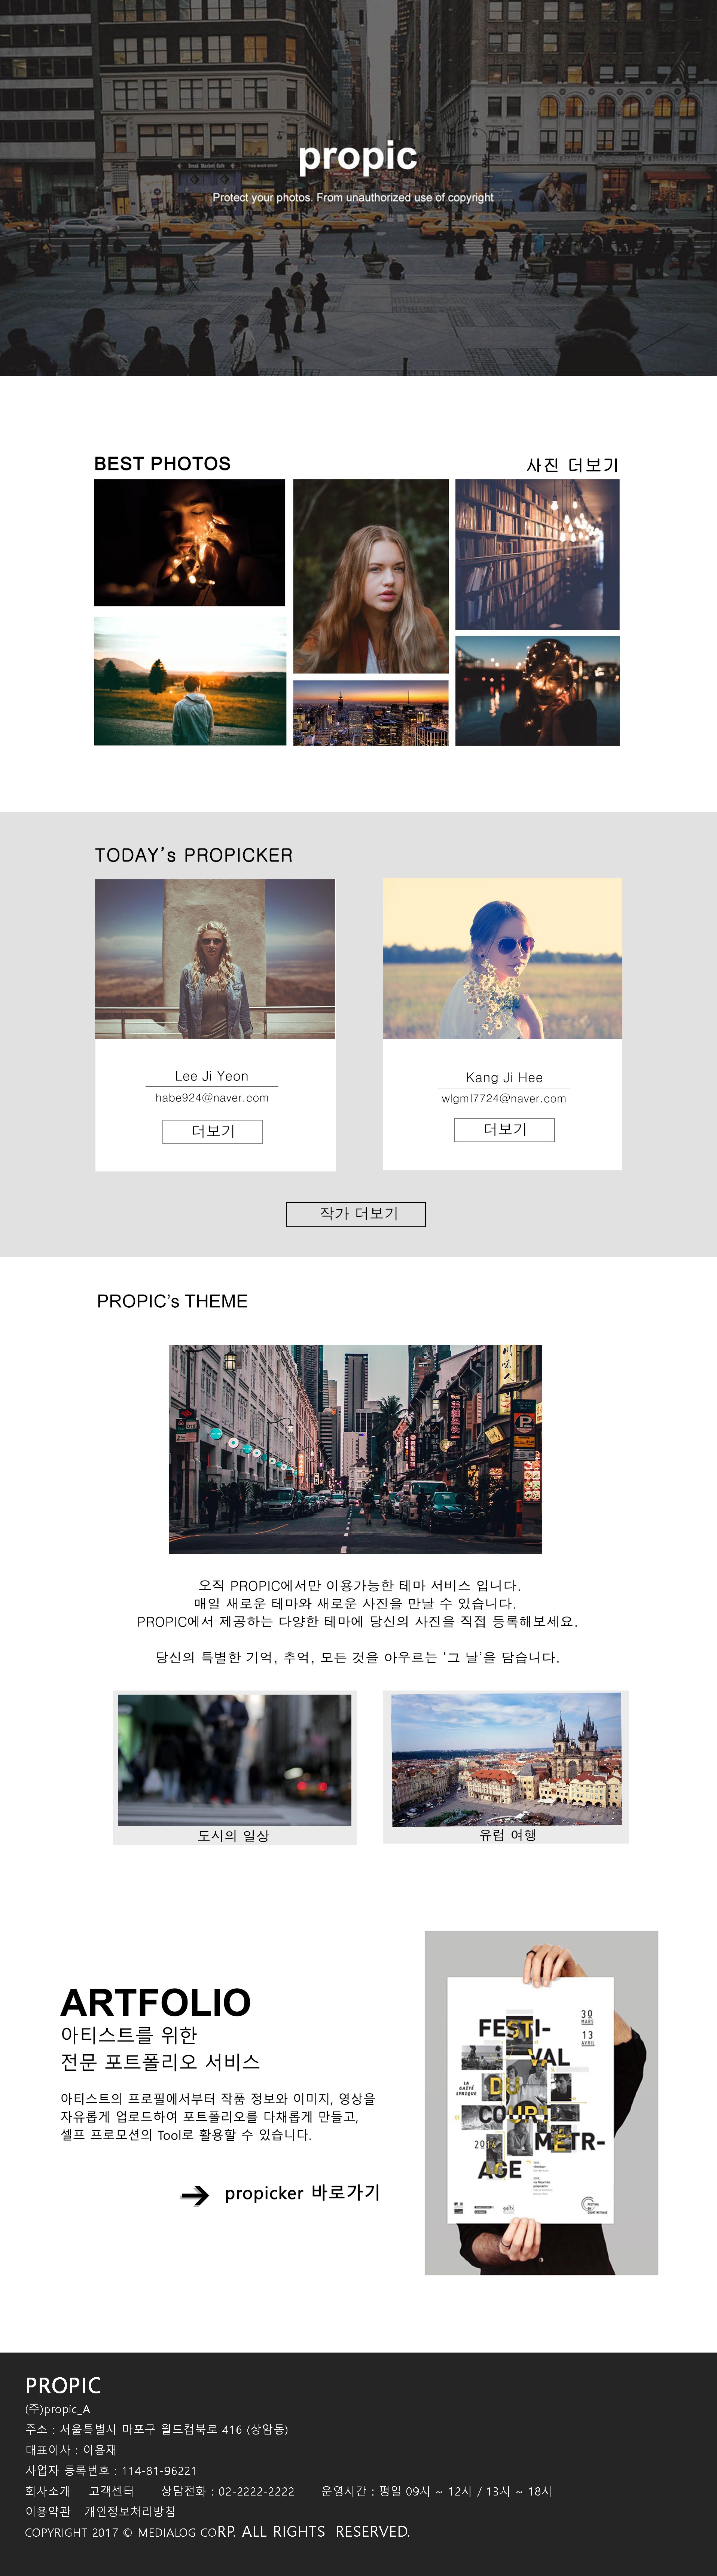 propic
Protect your photos. From unauthorized use of copyright
BEST PHOTOS
사진 더보기
TODAY's PROPICKER
Lee Ji Yeon
habe924@naver.com
더보기
Kang Ji Hee
wlgml7724@naver.com
더보기
작가 더보기
PROPIC's THEME
오직 PROPIC에서만 이용가능한 테마 서비스 입니다.
매일 새로운 테마와 새로운 사진을 만날 수 있습니다.
PROPIC에서 제공하는 다양한 테마에 당신의 사진을 직접 등록해보세요.
당신의 특별한 기억, 추억, 모든 것을 아우르는 '그 날'을 담습니다.
도시의 일상
유럽 여행
ARTFOLIO
아티스트를 위한
전문 포트폴리오 서비스
아티스트의 프로필에서부터 작품 정보와 이미지, 영상을
자유롭게 업로드하여 포트폴리오를 다채롭게 만들고,
셀프 프로모션의 Tool로 활용할 수 있습니다.
propicker 바로가기
FESTI-
VAL
DU
COURT
METR-
AGE
30
MARS
13
AVRIL
LA
GAÎTÉ
LYRIQUE
PROPIC
(주)propic_A
주소 : 서울특별시 마포구 월드컵북로 416 (상암동)
대표이사 : 이용재
사업자 등록번호 : 114-81-96221
회사소개 고객센터 상담전화 : 02-2222-2222 운영시간 : 평일 09시 ~ 12시 / 13시 ~ 18시
이용약관 개인정보처리방침
COPYRIGHT 2017 © MEDIALOG CORP. ALL RIGHTS RESERVED.